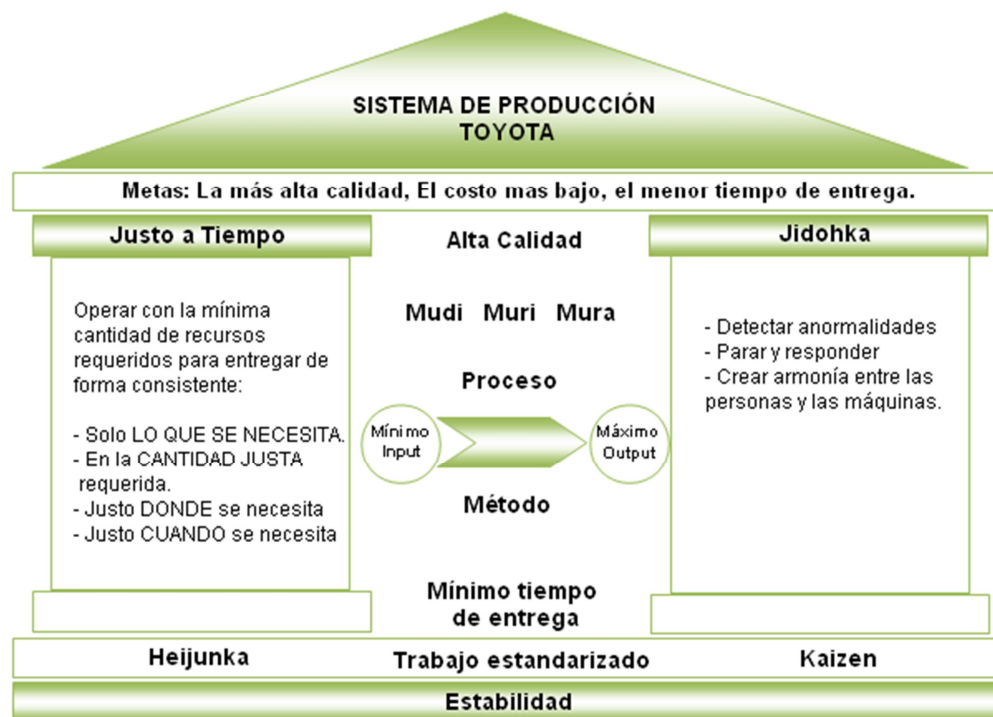 SISTEMA DE PRODUCCIÓN
TOYOTA
Metas: La más alta calidad, El costo mas bajo, el menor tiempo de entrega.
Justo a Tiempo
Operar con la mínima
cantidad de recursos
requeridos para entregar de
forma consistente:
- Solo LO QUE SE NECESITA.
- En la CANTIDAD JUSTA
requerida.
- Justo DONDE se necesita
- Justo CUANDO se necesita
Alta Calidad
Mudi Muri Mura
Proceso
Mínimo
Input
Máximo
Output
Método
Mínimo tiempo
de entrega
Jidohka
- Detectar anormalidades
- Parar y responder
- Crear armonía entre las
personas y las máquinas.
Heijunka
Trabajo estandarizado
Kaizen
Estabilidad